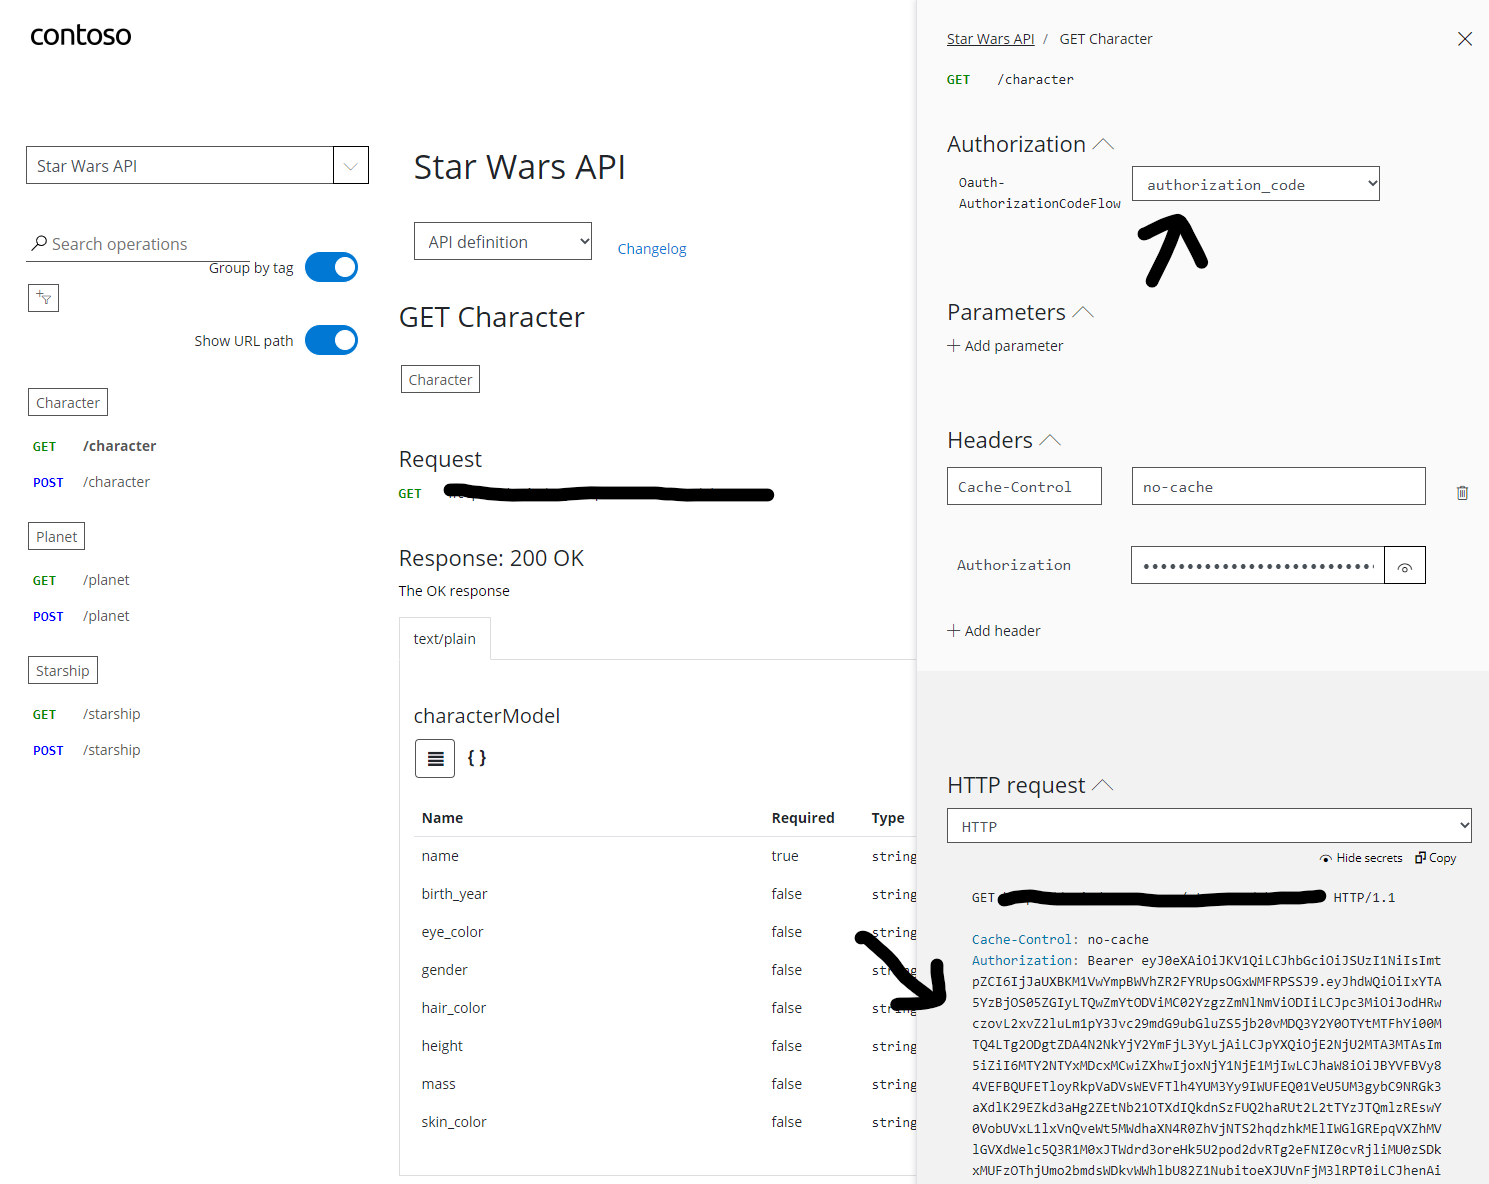 contoso
Star Wars API
Search operations
Group by tag
Show URL path
Character
GET /character
POST /character
Planet
GET /planet
POST /planet
Starship
GET /starship
POST /starship
Star Wars API
API definition
Changelog
GET Character
Character
Request
GET
Response: 200 OK
The OK response
text/plain
characterModel
{ }
Name Required Type
name true string
birth_year false string
eye_color false string
gender false string
hair_color false string
height false string
mass false string
skin_color false string
Star Wars API / GET Character
GET /character
Authorization
Oauth-
AuthorizationCodeFlow
authorization_code
Parameters
+ Add parameter
Headers
Cache-Control no-cache
Authorization ••••••••••••••••••••••••••
+ Add header
HTTP request
HTTP
Hide secrets Copy
GET HTTP/1.1
Cache-Control: no-cache
Authorization: Bearer eyJ0eXAiOiJKV1QiLCJhbGciOiJSUzI1NiIsImt
pZCI6IjJaUXBKM1VwYmpBWVhZR2FYRUpsOGxWMFRPSSJ9.eyJhdWQiOiIxYTA
5YzBjOS05ZGIyLTQwZmYtODViMC02YzgzZmNlNmViODIiLCJpc3MiOiJodHRw